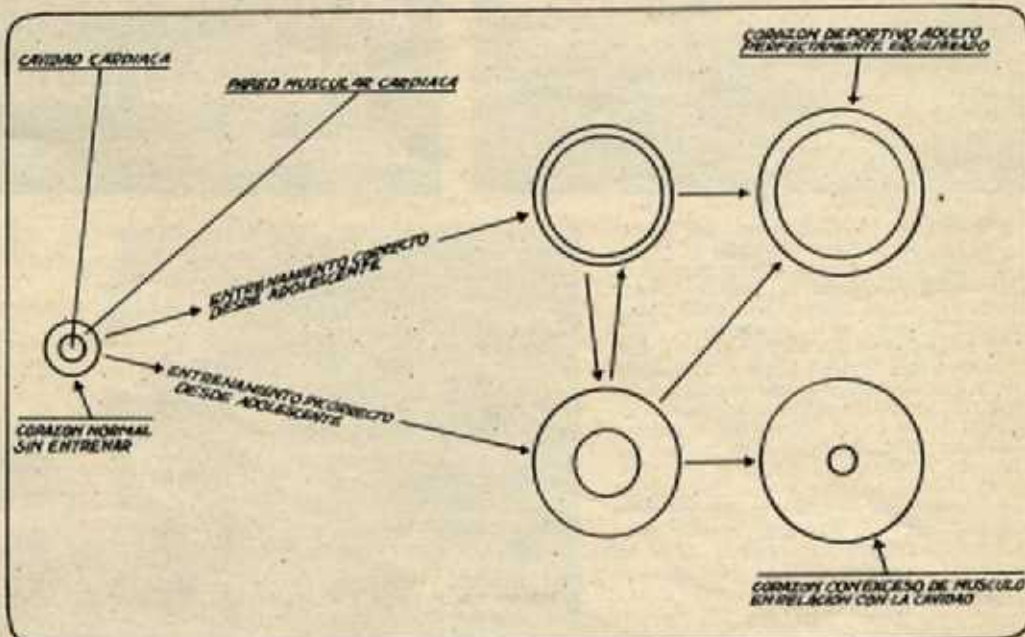 CAVIDAD CARDIACA
PARED MUSCULAR CARDIACA
CORAZON DEPORTIVO ADULTO
PERFECTAMENTE EQUILIBRADO
ENTRENAMIENTO CORRECTO
DESDE ADOLESCENTE
ENTRENAMIENTO INCORRECTO
DESDE ADOLESCENTE
CORAZON NORMAL
SIN ENTRENAR
CORAZON CON EXCESO DE MUSCULO
EN RELACION CON LA CAVIDAD